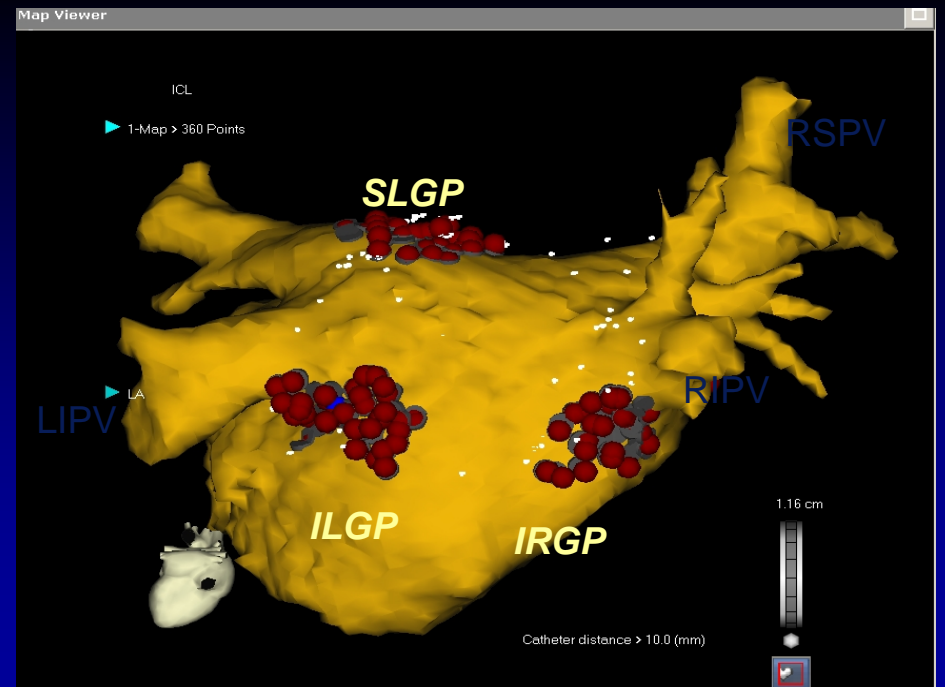 Map Viewer
ICL
1-Map > 360 Points
RSPV
SLGP
LA
RIPV
LIPV
1.16 cm
ILGP
IRGP
Catheter distance > 10.0 (mm)